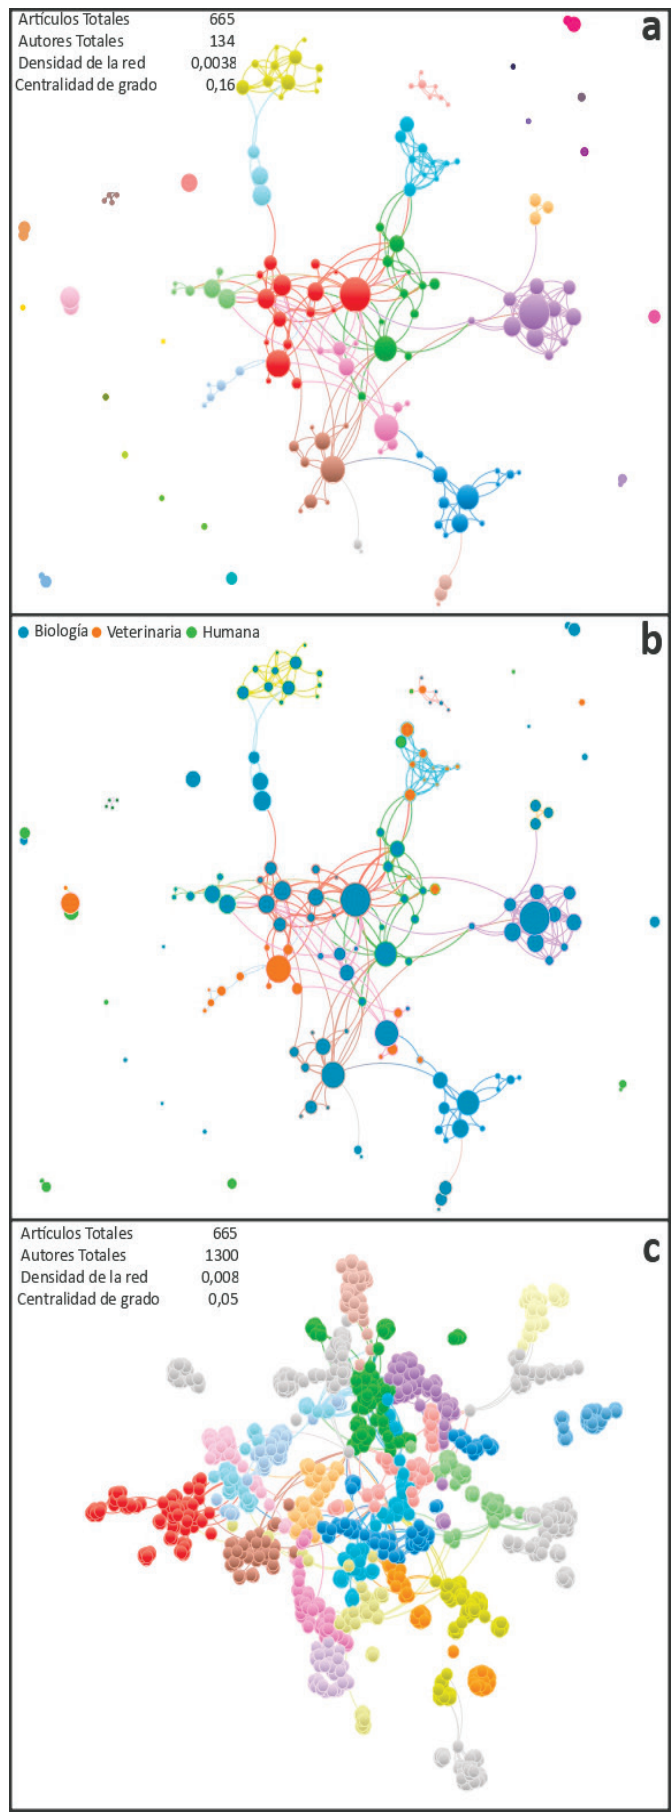 Artículos Totales 665
a
Autores Totales 134
Densidad de la red 0,0038
Centralidad de grado 0,16
Biología Veterinaria Humana
b
Artículos Totales 665
c
Autores Totales 1300
Densidad de la red 0,008
Centralidad de grado 0,05